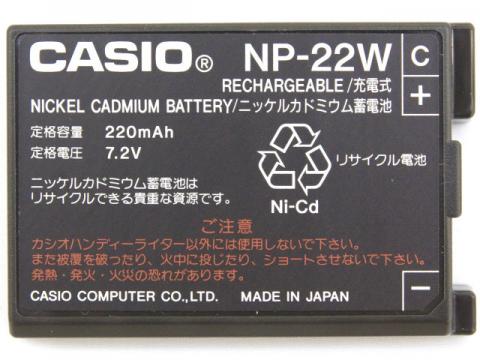 CASIO® NP-22W C
RECHARGEABLE/充電式
+
NICKEL CADMIUM BATTERY/ニッケルカドミウム蓄電池
定格容量 220mAh
定格電圧 7.2V
リサイクル電池
Ni-Cd
ニッケルカドミウム蓄電池は
リサイクルできる貴重な資源です。
ご注意
カシオハンディーライター以外には使用しないで下さい。
また被覆を破ったり、火中に投じたり、ショートさせないで下さい。
発熱・発火・火災の恐れがあります。
−
CASIO COMPUTER CO.,LTD. MADE IN JAPAN